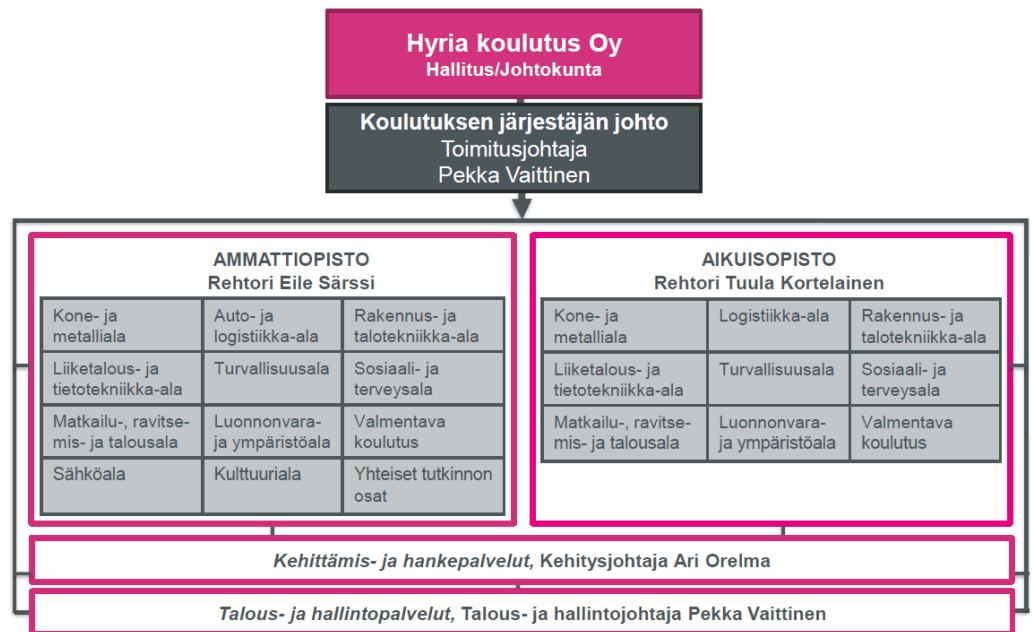 Hyria koulutus Oy
Hallitus/Johtokunta
Koulutuksen järjestäjän johto
Toimitusjohtaja
Pekka Vaittinen
AMMATTIOPISTO
Rehtori Eile Särssi
Kone- ja
metalliala
Auto- ja
logistiikka-ala
Rakennus- ja
talotekniikka-ala
Liiketalous- ja
tietotekniikka-ala
Turvallisuusala
Sosiaali- ja
terveysala
Matkailu-, ravitse-
mis- ja talousala
Luonnonvara-
ja ympäristöala
Valmentava
koulutus
Sähköala
Kulttuuriala
Yhteiset tutkinnon
osat
AIKUISOPISTO
Rehtori Tuula Kortelainen
Kone- ja
metalliala
Logistiikka-ala
Rakennus- ja
talotekniikka-ala
Liiketalous- ja
tietotekniikka-ala
Turvallisuusala
Sosiaali- ja
terveysala
Matkailu-, ravitse-
mis- ja talousala
Luonnonvara-
ja ympäristöala
Valmentava
koulutus
Kehittämis- ja hankepalvelut, Kehitysjohtaja Ari Orelma
Talous- ja hallintopalvelut, Talous- ja hallintojohtaja Pekka Vaittinen